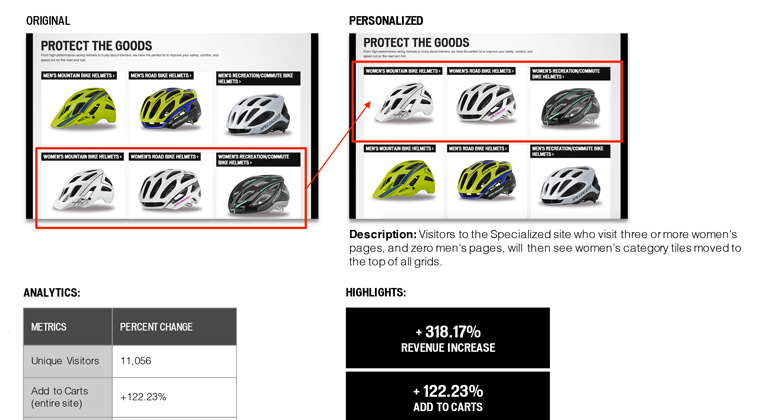 ORIGINAL
PROTECT THE GOODS
From high-performance racing helmets to trusty about-towners, we have the perfect lid to improve your safety, comfort, and
speed out on the road and trail.
MEN'S MOUNTAIN BIKE HELMETS ›
MEN'S ROAD BIKE HELMETS ›
MEN'S RECREATION/COMMUTE BIKE
HELMETS ›
WOMEN'S MOUNTAIN BIKE HELMETS ›
WOMEN'S ROAD BIKE HELMETS ›
WOMEN'S RECREATION/COMMUTE
BIKE HELMETS ›
PERSONALIZED
PROTECT THE GOODS
From high-performance racing helmets to trusty about-towners, we have the perfect lid to improve your safety, comfort, and
speed out on the road and trail.
WOMEN'S MOUNTAIN BIKE HELMETS ›
WOMEN'S ROAD BIKE HELMETS ›
WOMEN'S RECREATION/COMMUTE
BIKE HELMETS ›
MEN'S MOUNTAIN BIKE HELMETS ›
MEN'S ROAD BIKE HELMETS ›
MEN'S RECREATION/COMMUTE BIKE
HELMETS ›
Description: Visitors to the Specialized site who visit three or more women's
pages, and zero men's pages, will then see women's category tiles moved to
the top of all grids.
ANALYTICS:
METRICS
PERCENT CHANGE
Unique Visitors
11,056
Add to Carts
(entire site)
+122.23%
HIGHLIGHTS:
+ 318.17%
REVENUE INCREASE
+ 122.23%
ADD TO CARTS